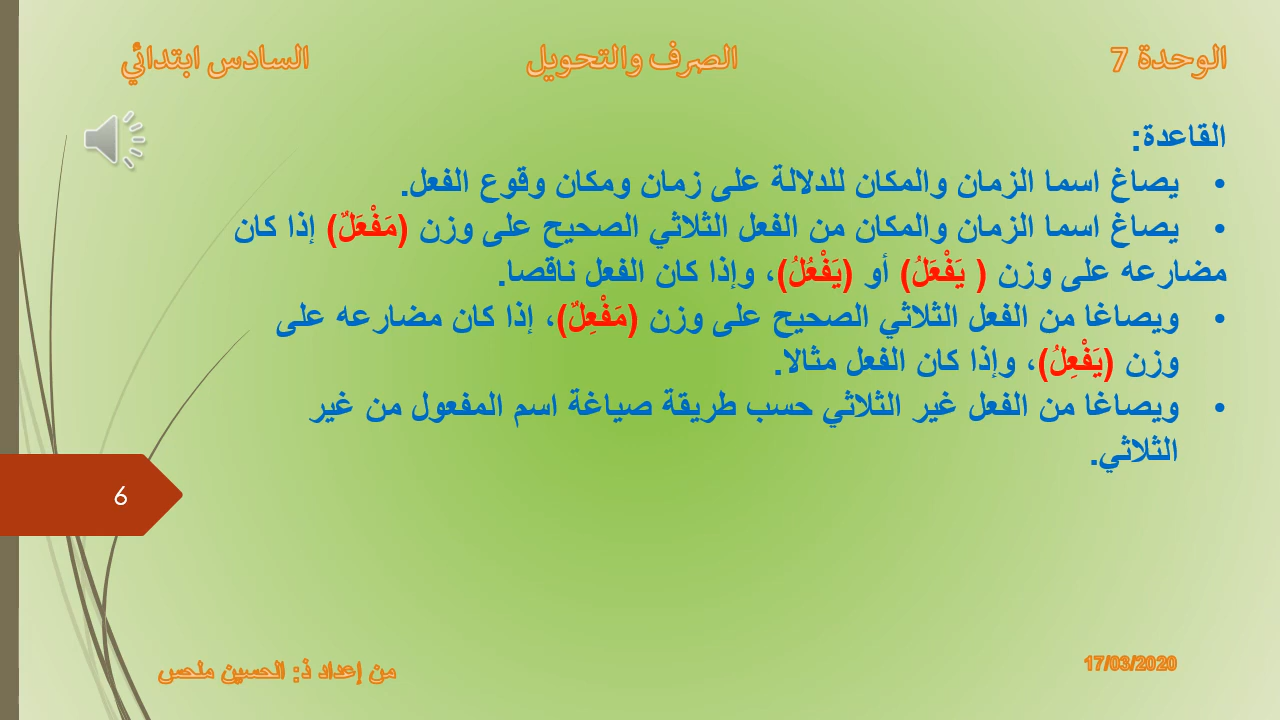 الوحدة 7
الصرف والتحويل
السادس ابتدائي
القاعدة:
• يصاغ اسما الزمان والمكان للدلالة على زمان ومكان وقوع الفعل.
• يصاغ اسما الزمان والمكان من الفعل الثلاثي الصحيح على وزن (مَفْعَلٌ) إذا كان
مضارعه على وزن ( يَفْعَلُ) أو (يَفْعُلُ)، وإذا كان الفعل ناقصا.
• ويصاغا من الفعل الثلاثي الصحيح على وزن (مَفْعِلٌ)، إذا كان مضارعه على
وزن (يَفْعِلُ)، وإذا كان الفعل مثالا.
• ويصاغا من الفعل غير الثلاثي حسب طريقة صياغة اسم المفعول من غير
الثلاثي.
6
17/03/2020
من إعداد ذ: الحسين ملحس